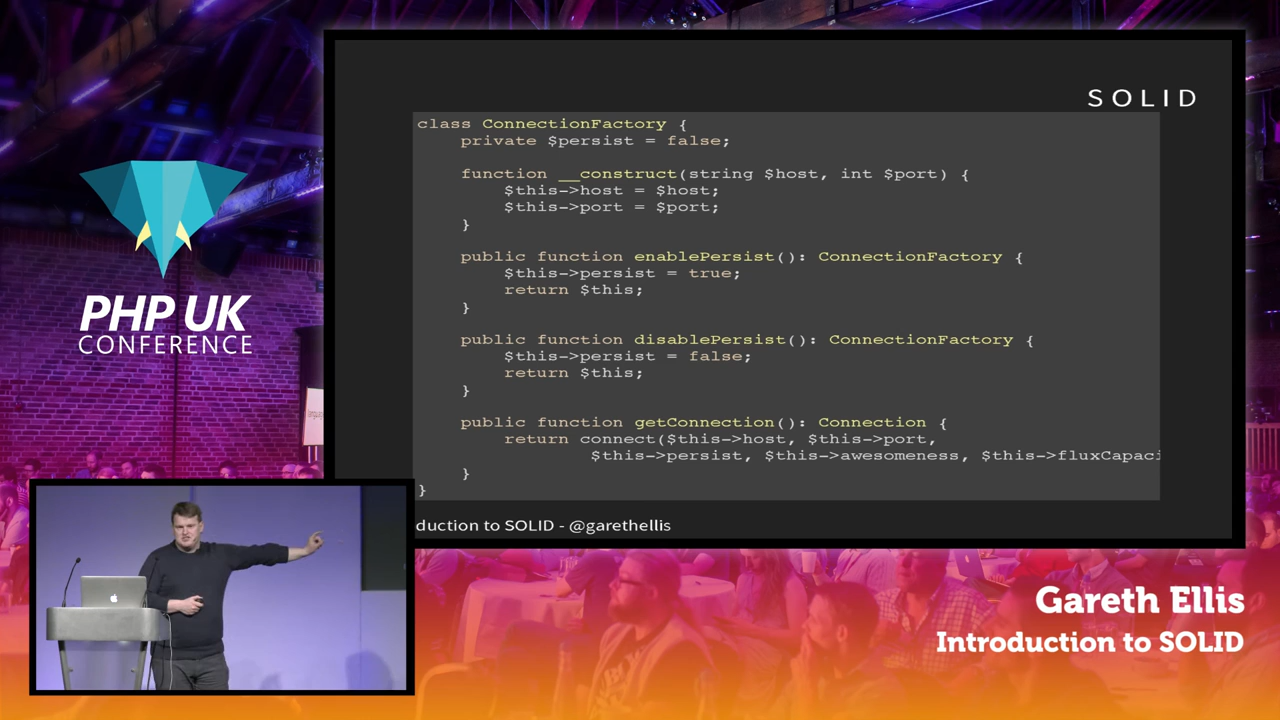 SOLID
class ConnectionFactory {
    private $persist = false;

    function __construct(string $host, int $port) {
        $this->host = $host;
        $this->port = $port;
    }

    public function enablePersist(): ConnectionFactory {
        $this->persist = true;
        return $this;
    }

    public function disablePersist(): ConnectionFactory {
        $this->persist = false;
        return $this;
    }

    public function getConnection(): Connection {
        return connect($this->host, $this->port,
                $this->persist, $this->awesomeness, $this->fluxCapaci
    }
}
duction to SOLID - @garethellis
PHP UK
CONFERENCE
Gareth Ellis
Introduction to SOLID